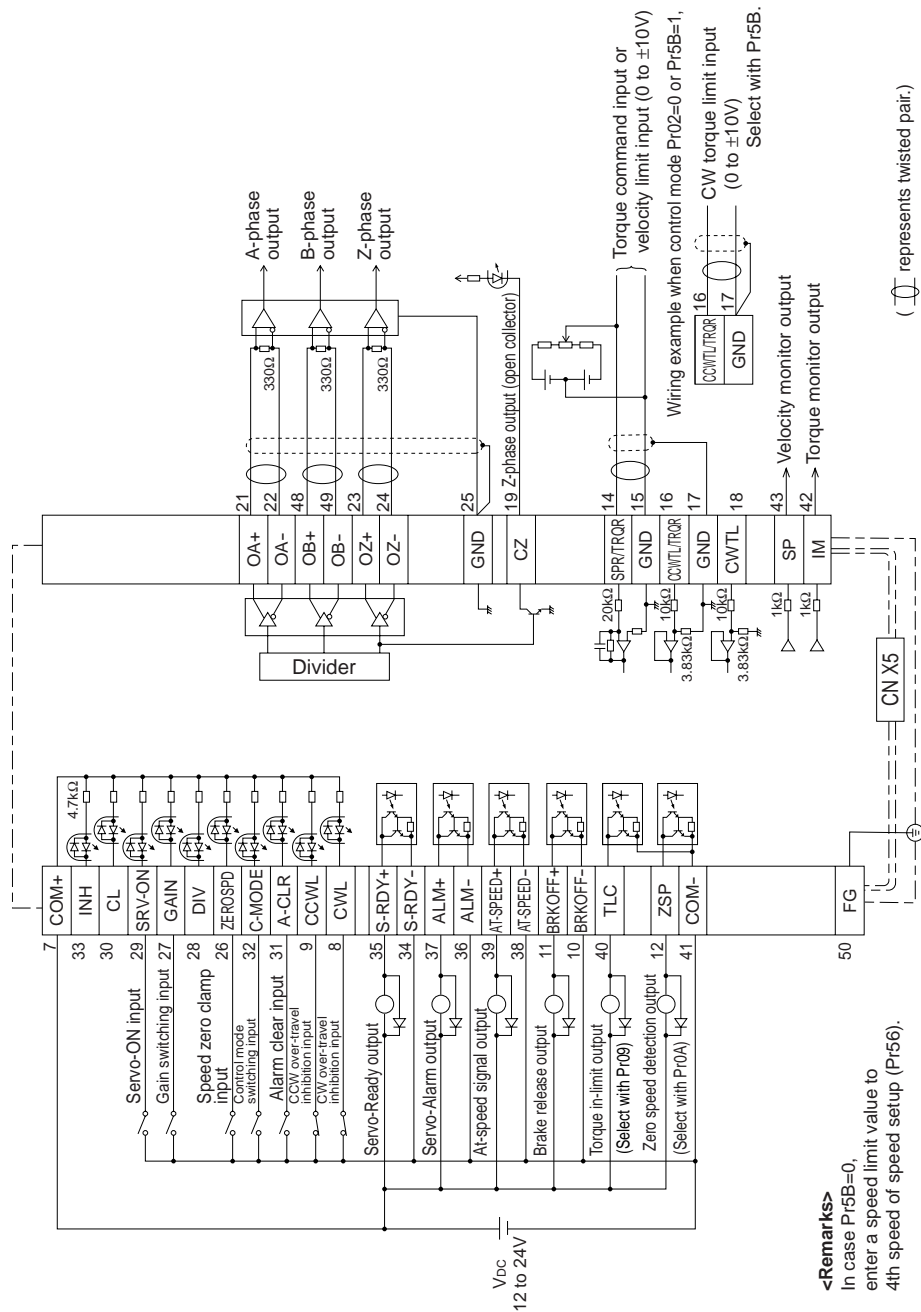 Servo-ON input
Gain switching input
Speed zero clamp
input
Control mode
switching input
Alarm clear input
CCW over-travel
inhibition input
CW over-travel
inhibition input
Servo-Ready output
Servo-Alarm output
At-speed signal output
Brake release output
Torque in-limit output
(Select with Pr09)
Zero speed detection output
(Select with Pr0A)
VDC
12 to 24V
7 COM+
33 INH
30 CL
29 SRV-ON
27 GAIN
28 DIV
26 ZEROSPD
32 C-MODE
31 A-CLR
9 CCWL
8 CWL
35 S-RDY+
34 S-RDY−
37 ALM+
36 ALM−
39 AT-SPEED+
38 AT-SPEED−
11 BRKOFF+
10 BRKOFF−
40 TLC
12 ZSP
41 COM−
50 FG
4.7kΩ
<Remarks>
In case Pr5B=0,
enter a speed limit value to
4th speed of speed setup (Pr56).
CN X5
Divider
OA+ 21
OA− 22
OB+ 48
OB− 49
OZ+ 23
OZ− 24
GND 25
CZ 19
SPR/TRQR 14
GND 15
CCWTL/TRQR 16
GND 17
CWTL 18
SP 43
IM 42
20kΩ
10kΩ
3.83kΩ
10kΩ
3.83kΩ
1kΩ
1kΩ
330Ω
330Ω
330Ω
A-phase
output
B-phase
output
Z-phase
output
Z-phase output (open collector)
Torque command input or
velocity limit input (0 to ±10V)
Wiring example when control mode Pr02=0 or Pr5B=1,
CCWTL/TRQR 16
GND 17
CW torque limit input
(0 to ±10V)
Select with Pr5B.
Velocity monitor output
Torque monitor output
( represents twisted pair.)